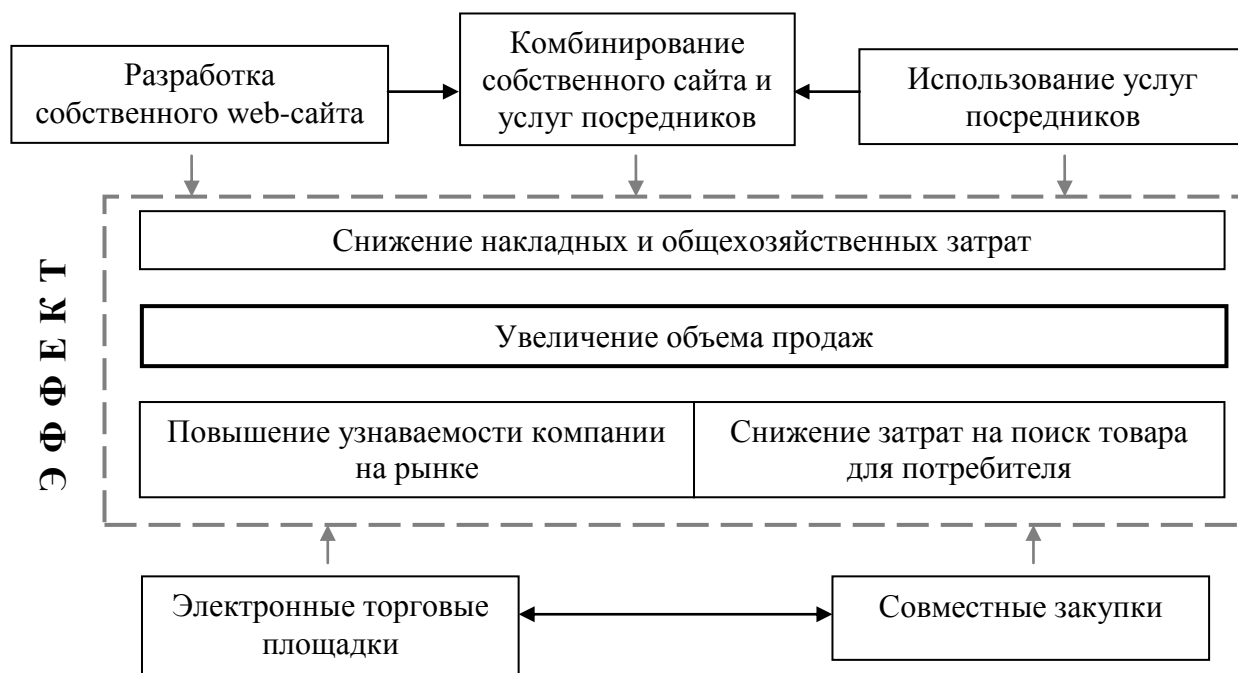 Разработка
собственного web-сайта
Комбинирование
собственного сайта и
услуг посредников
Использование услуг
посредников
ЭФФЕКТ
Снижение накладных и общехозяйственных затрат
Увеличение объема продаж
Повышение узнаваемости компании
на рынке
Снижение затрат на поиск товара
для потребителя
Электронные торговые
площадки
Совместные закупки